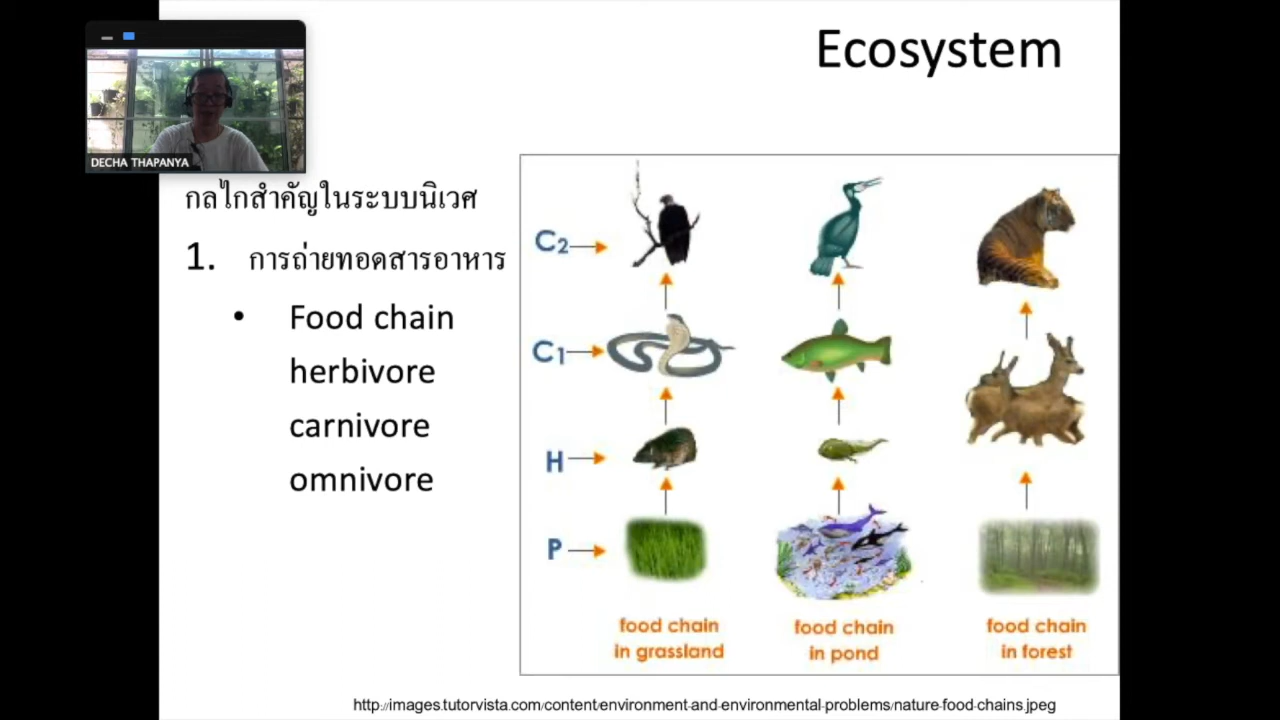 Ecosystem
DECHA THAPANYA
กลไกสำคัญในระบบนิเวศ
1. การถ่ายทอดสารอาหาร
• Food chain
herbivore
carnivore
omnivore
C2
C1
H
P
food chain
in grassland
food chain
in pond
food chain
in forest
http://images.tutorvista.com/content/environment-and-environmental-problems/nature-food-chains.jpeg